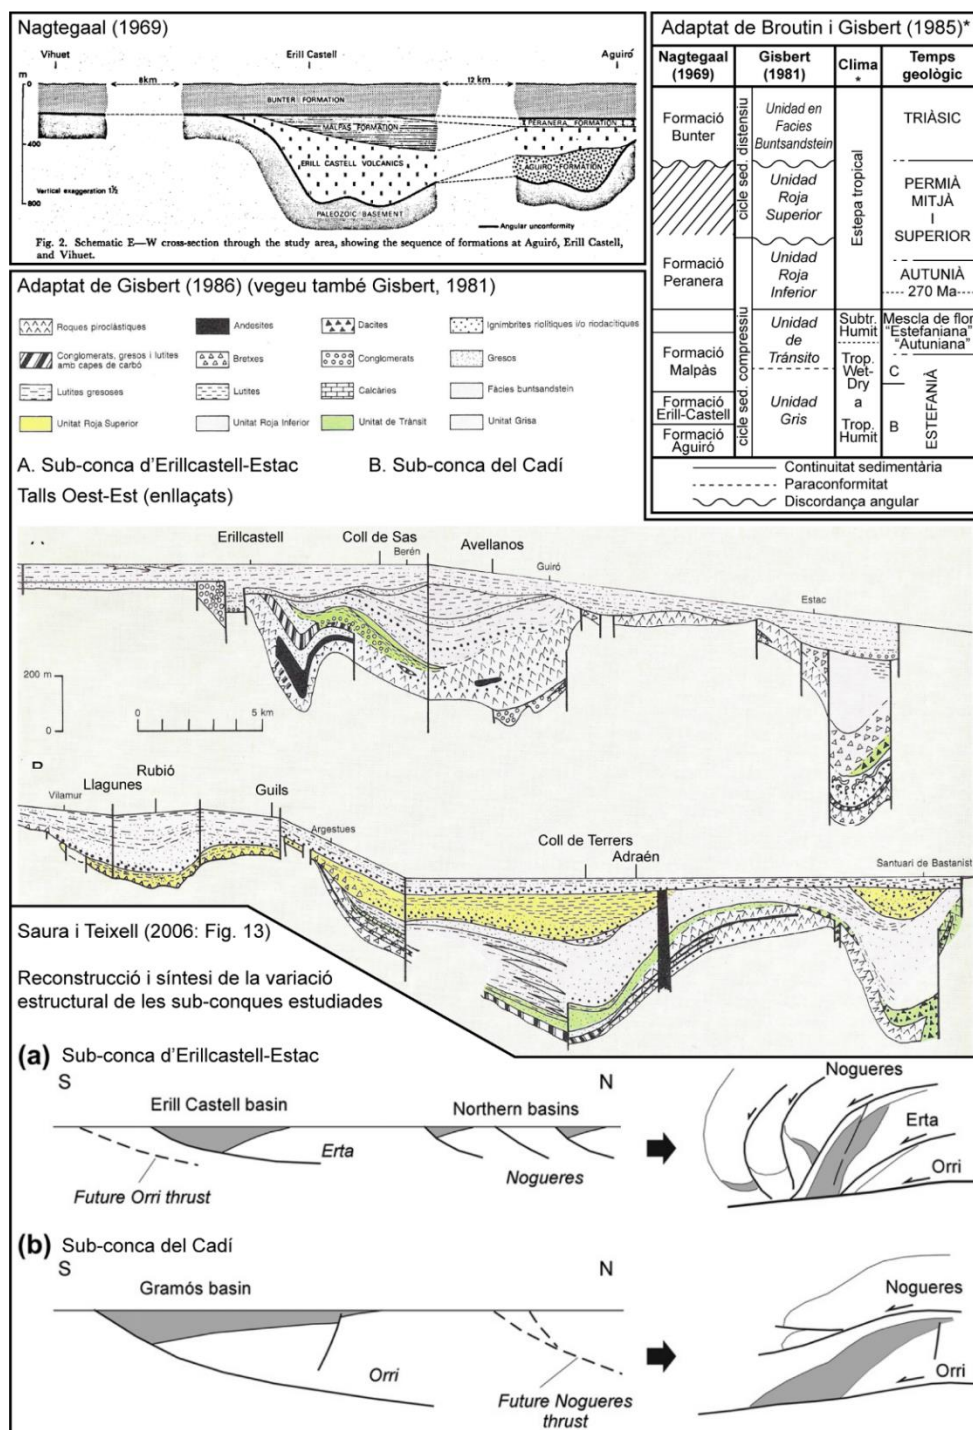 Nagtegaal (1969)
Vihuet
Erill Castell
Aguiró
m
0
8km
12 km
BUNTER FORMATION
MALPAS FORMATION
PERANERA FORMATION
400
ERILL CASTELL VOLCANICS
AGUIRÓ FORMATION
Vertical exaggeration 1½
800
PALEOZOIC BASEMENT
Angular unconformity
Fig. 2. Schematic E—W cross-section through the study area, showing the sequence of formations at Aguiró, Erill Castell,
and Vihuet.
Adaptat de Broutin i Gisbert (1985)*
Nagtegaal
(1969)
Gisbert
(1981)
Clima
*
Temps
geològic
Formació
Bunter
cicle sed. distensiu
Unidad en
Facies
Buntsandstein
Estepa tropical
TRIÀSIC
Unidad
Roja
Superior
PERMIÀ
MITJÀ
I
SUPERIOR
Formació
Peranera
Unidad
Roja
Inferior
AUTUNIÀ
270 Ma
cicle sed. compressiu
Unidad
de
Tránsito
Subtr.
Humit
Mescla de flor
"Estefaniana"
"Autuniana"
Formació
Malpàs
Trop.
Wet-
Dry
a
Trop.
Humit
C
B
ESTEFANIÀ
Formació
Erill-Castell
Unidad
Gris
Formació
Aguiró
Continuitat sedimentària
Paraconformitat
Discordança angular
Adaptat de Gisbert (1986) (vegeu també Gisbert, 1981)
Roques piroclàstiques
Andesites
Dacites
Ignimbrites riolítiques i/o riodacítiques
Conglomerats, gresos i lutites
amb capes de carbó
Bretxes
Conglomerats
Gresos
Lutites gresoses
Lutites
Calcàries
Fàcies buntsandstein
Unitat Roja Superior
Unitat Roja Inferior
Unitat de Trànsit
Unitat Grisa
A. Sub-conca d'Erillcastell-Estac
B. Sub-conca del Cadí
Talls Oest-Est (enllaçats)
Erillcastell
Coll de Sas
Berén
Avellanos
Guiró
Estac
200 m
0
0
5 km
Vilamur
Llagunes
Rubió
Guils
Argestues
Coll de Terrers
Adraén
Santuari de Bastanist
Saura i Teixell (2006: Fig. 13)
Reconstrucció i síntesi de la variació
estructural de les sub-conques estudiades
(a) Sub-conca d'Erillcastell-Estac
S
N
Erill Castell basin
Northern basins
Erta
Nogueres
Future Orri thrust
Nogueres
Erta
Orri
(b) Sub-conca del Cadí
S
N
Gramós basin
Orri
Future Nogueres
thrust
Nogueres
Orri